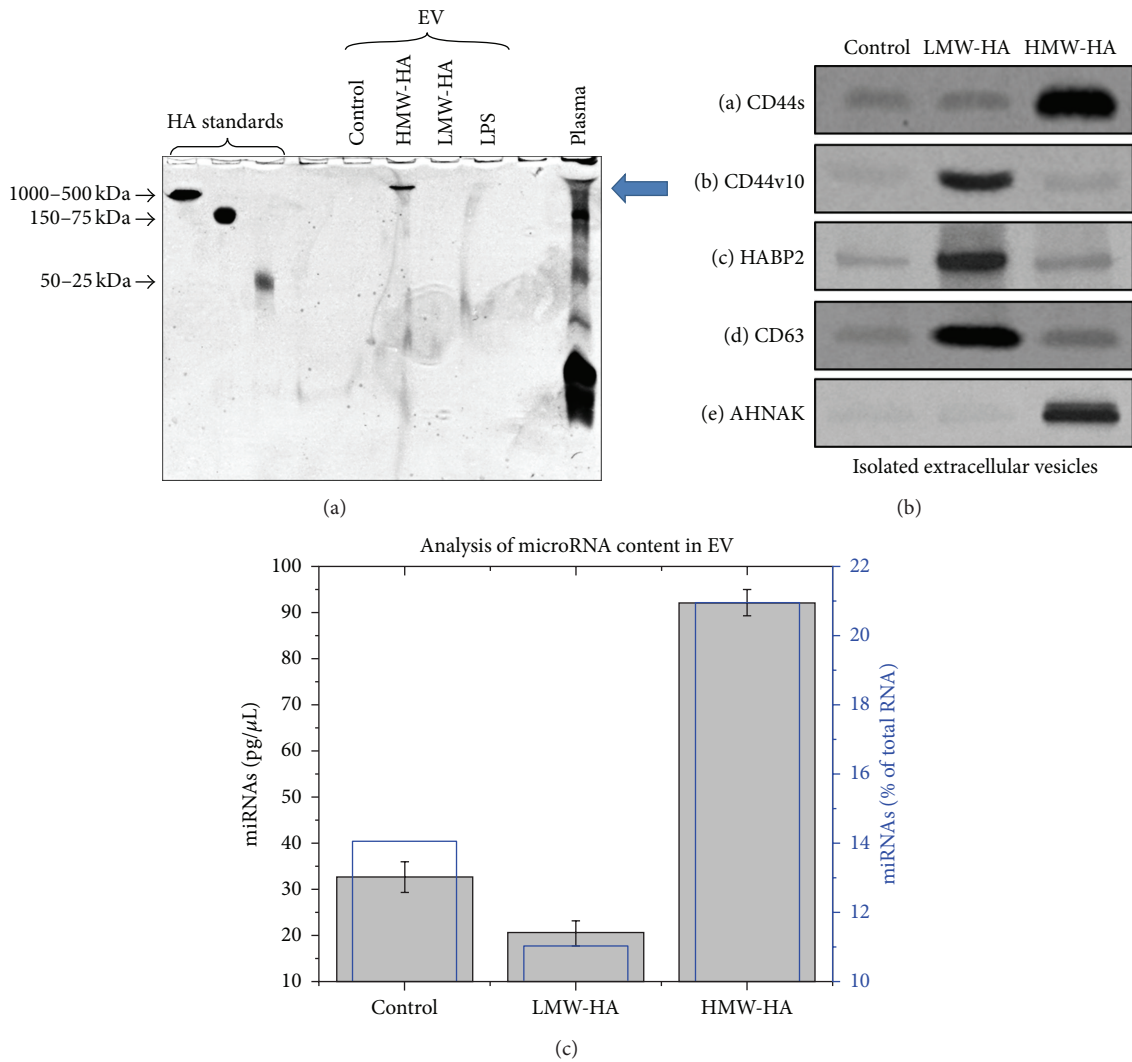 EV
Control
HMW-HA
LMW-HA
LPS
Plasma
HA standards
1000–500 kDa
150–75 kDa
50–25 kDa
(a)
Control LMW-HA HMW-HA
(a) CD44s
(b) CD44v10
(c) HABP2
(d) CD63
(e) AHNAK
Isolated extracellular vesicles
(b)
Analysis of microRNA content in EV
miRNAs (pg/μL)
100
90
80
70
60
50
40
30
20
10
22
20
18
16
14
12
10
miRNAs (% of total RNA)
Control LMW-HA HMW-HA
(c)